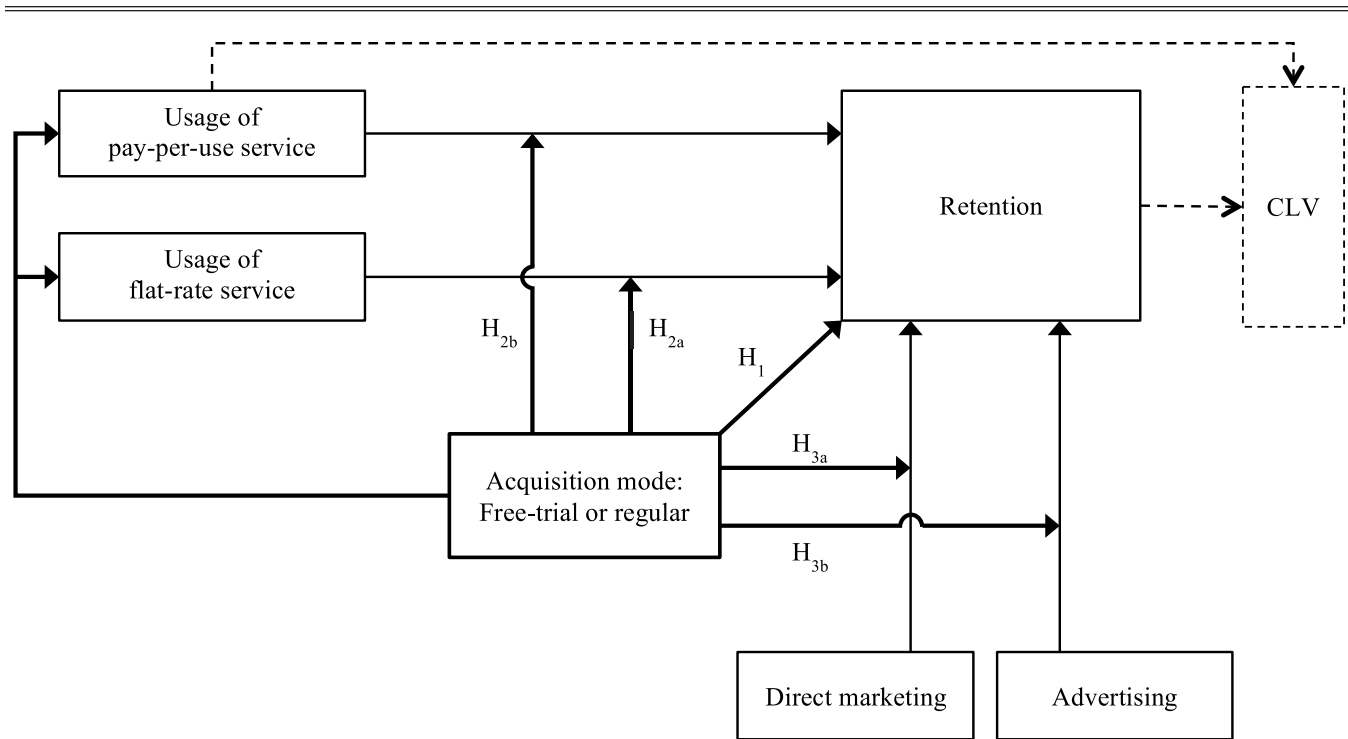 Usage of
pay-per-use service
Retention
CLV
Usage of
flat-rate service
H2b
H2a
H1
Acquisition mode:
Free-trial or regular
H3a
H3b
Direct marketing
Advertising